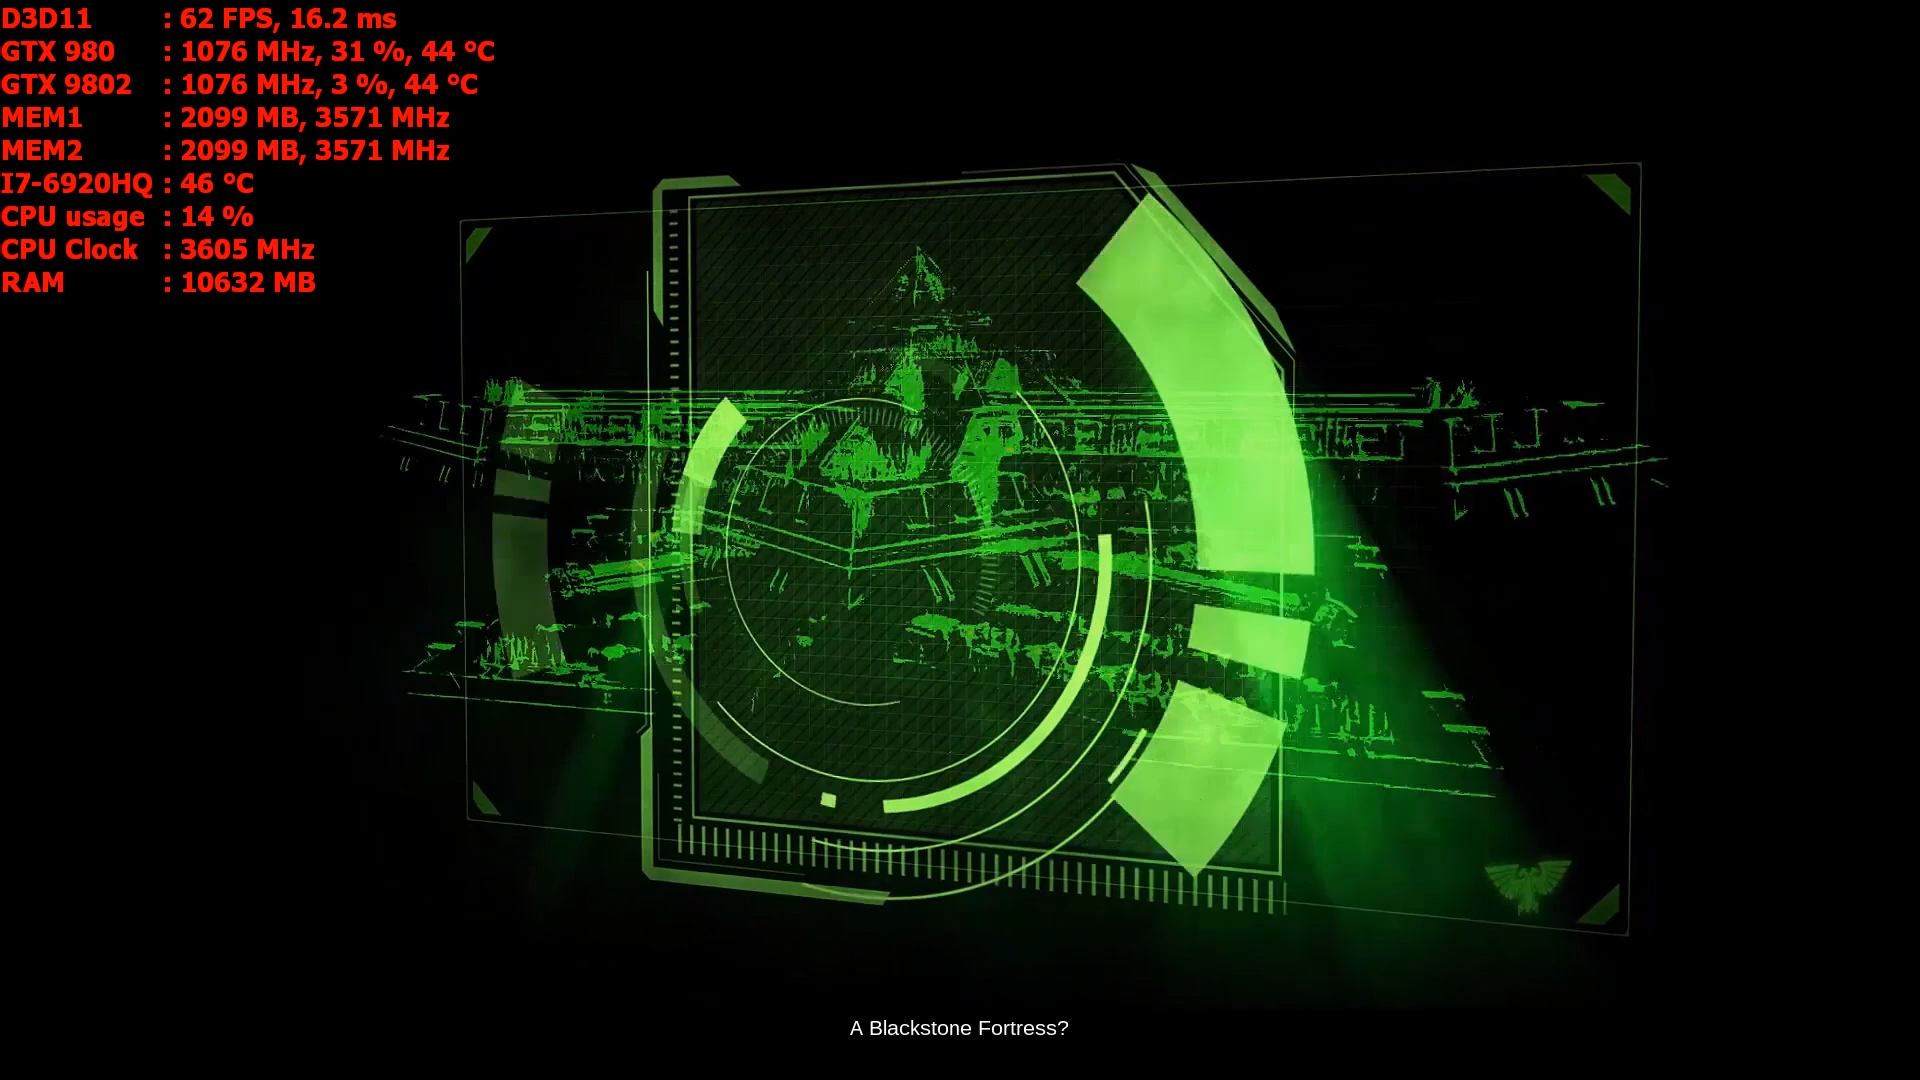 D3D11 : 62 FPS, 16.2 ms
GTX 980 : 1076 MHz, 31 %, 44 °C
GTX 9802 : 1076 MHz, 3 %, 44 °C
MEM1 : 2099 MB, 3571 MHz
MEM2 : 2099 MB, 3571 MHz
I7-6920HQ : 46 °C
CPU usage : 14 %
CPU Clock : 3605 MHz
RAM : 10632 MB
A Blackstone Fortress?